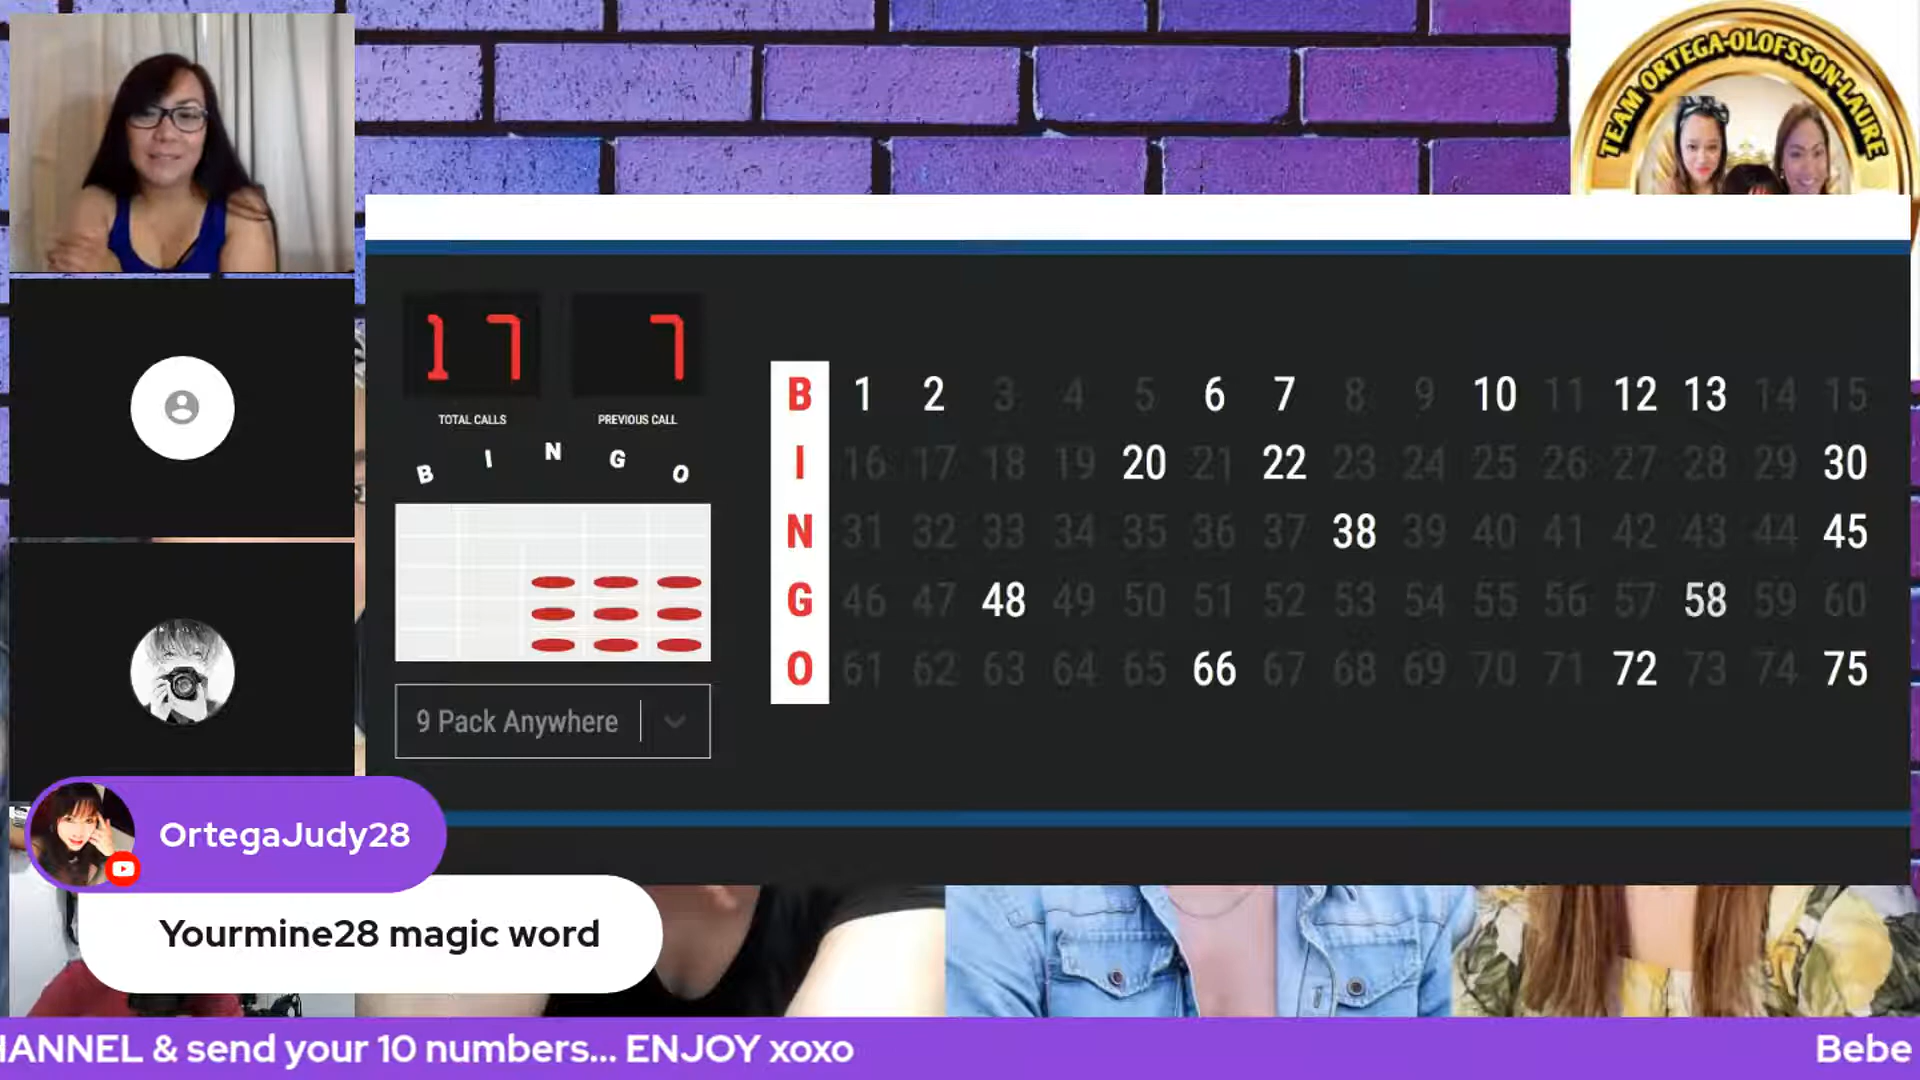 TEAM ORTEGA-OLOFSSON-LAURE
17
7
TOTAL CALLS
PREVIOUS CALL
B I N G O
9 Pack Anywhere
B 1 2 3 4 5 6 7 8 9 10 11 12 13 14 15
I 16 17 18 19 20 21 22 23 24 25 26 27 28 29 30
N 31 32 33 34 35 36 37 38 39 40 41 42 43 44 45
G 46 47 48 49 50 51 52 53 54 55 56 57 58 59 60
O 61 62 63 64 65 66 67 68 69 70 71 72 73 74 75
OrtegaJudy28
Yourmine28 magic word
HANNEL & send your 10 numbers... ENJOY xoxo
Bebe